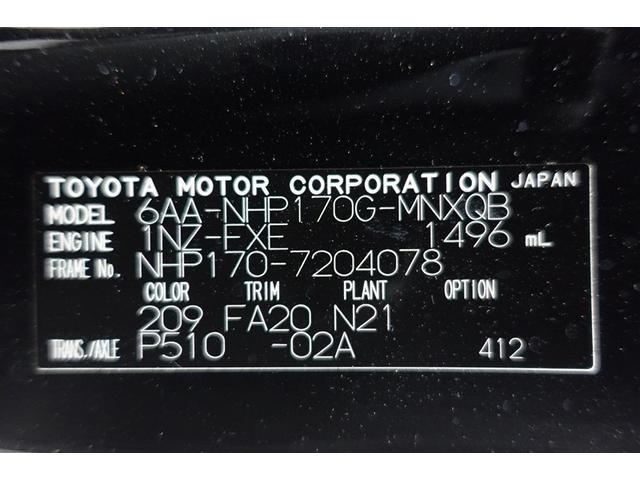 TOYOTA MOTOR CORPORATION JAPAN
MODEL 6AA-NHP170G-MNXQB
ENGINE 1NZ-FXE 1496 mL
FRAME No. NHP170-7204078
COLOR TRIM PLANT OPTION
209 FA20 N21
TRANS./AXLE P510 -02A 412